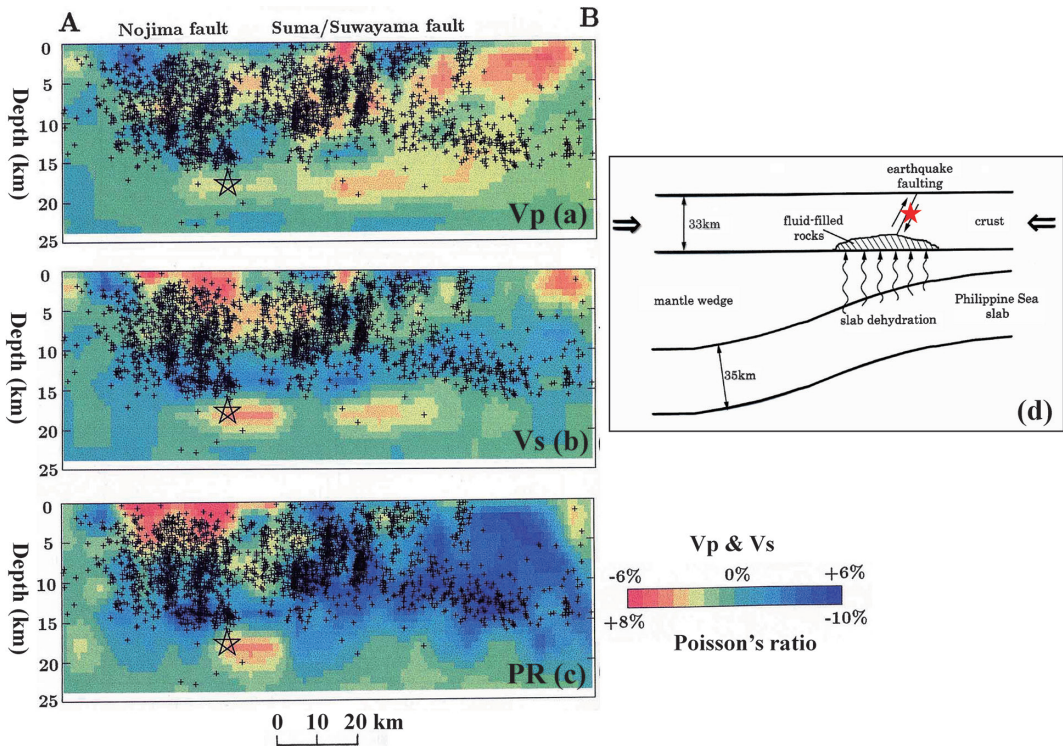 A
B
Nojima fault
Suma/Suwayama fault
Depth (km)
0
5
10
15
20
25
Vp (a)
Depth (km)
0
5
10
15
20
25
Vs (b)
Depth (km)
0
5
10
15
20
25
PR (c)
0 10 20 km
earthquake
faulting
fluid-filled
rocks
crust
33km
mantle wedge
slab dehydration
Philippine Sea
slab
35km
(d)
Vp & Vs
-6% 0% +6%
+8% -10%
Poisson's ratio